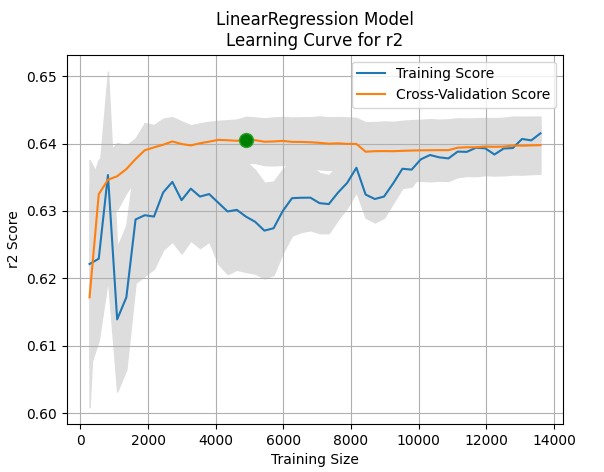 LinearRegression Model
Learning Curve for r2
Training Score
Cross-Validation Score
r2 Score
0.65
0.64
0.63
0.62
0.61
0.60
0 2000 4000 6000 8000 10000 12000 14000
Training Size